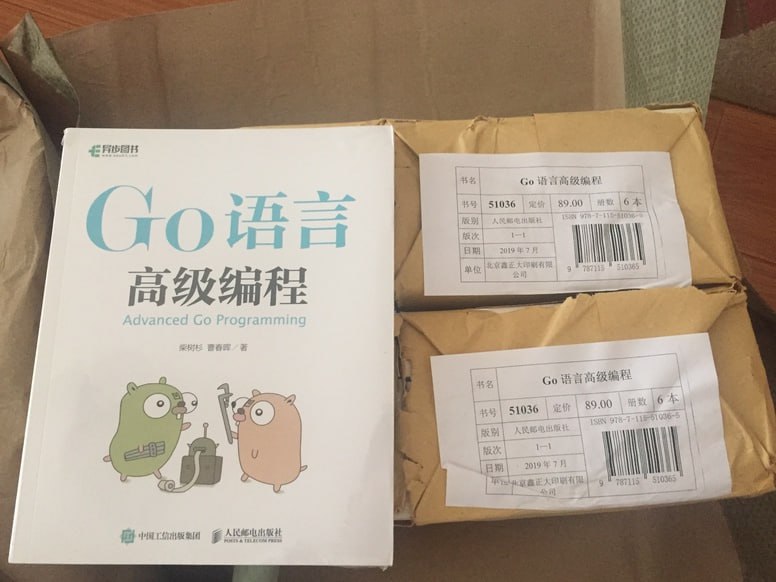 异步图书
www.epubit.com
Go语言
高级编程
Advanced Go Programming
柴树杉 曹春晖／著
中国工信出版集团
人民邮电出版社
POSTS & TELECOM PRESS
书名 Go 语言高级编程
书号 51036 定价 89.00 册数 6 本
版别 人民邮电出版社 ISBN 978-7-115-51036-5
版次 1—1
日期 2019 年 7 月
单位 北京鑫正大印刷有限公司
9 787115 510365
书名 Go 语言高级编程
书号 51036 定价 89.00 册数 6 本
版别 人民邮电出版社 ISBN 978-7-115-51036-5
版次 1—1
日期 2019 年 7 月
北京鑫正大印刷有限
公司
9 787115 510365